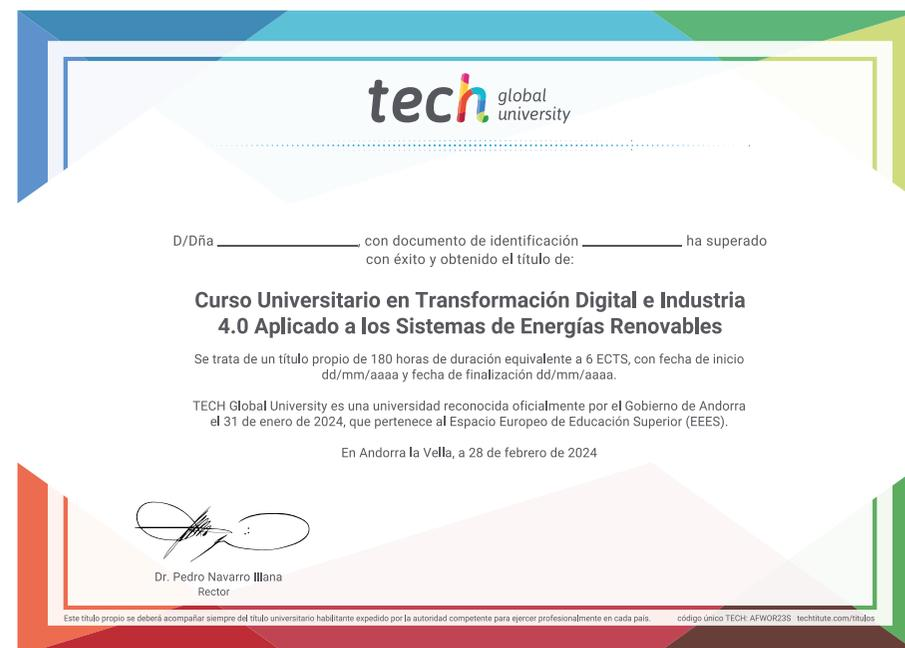 tech global university
D/Dña ____________________, con documento de identificación ______________ ha superado
con éxito y obtenido el título de:
Curso Universitario en Transformación Digital e Industria
4.0 Aplicado a los Sistemas de Energías Renovables
Se trata de un título propio de 180 horas de duración equivalente a 6 ECTS, con fecha de inicio
dd/mm/aaaa y fecha de finalización dd/mm/aaaa.
TECH Global University es una universidad reconocida oficialmente por el Gobierno de Andorra
el 31 de enero de 2024, que pertenece al Espacio Europeo de Educación Superior (EEES).
En Andorra la Vella, a 28 de febrero de 2024
Dr. Pedro Navarro Illana
Rector
Este título propio se deberá acompañar siempre del título universitario habilitante expedido por la autoridad competente para ejercer profesionalmente en cada país. código único TECH: AFWOR23S techtitute.com/titulos